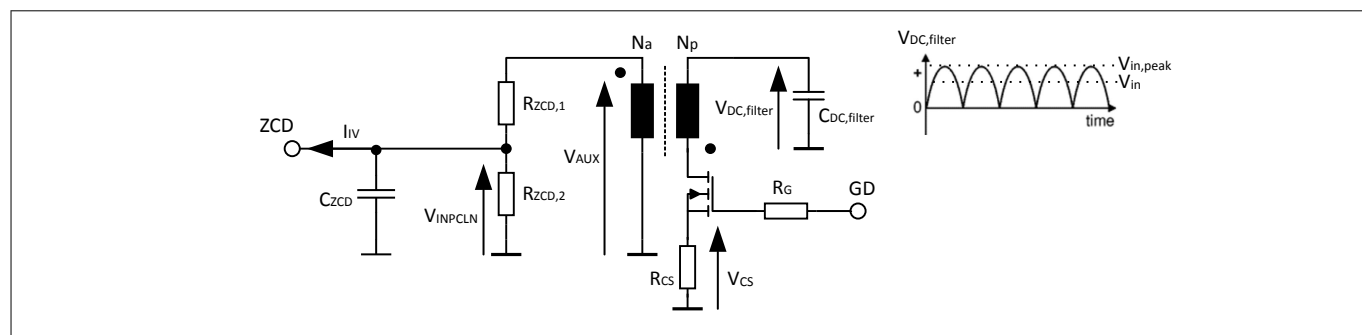 Na Np
VDC,filter
Vin,peak
+
Vin
RZCD,1
VDC,filter
CDC,filter
0
time
ZCD
IIV
VAUX
RG
GD
CZCD
RZCD,2
VINPCLN
RCS
VCS